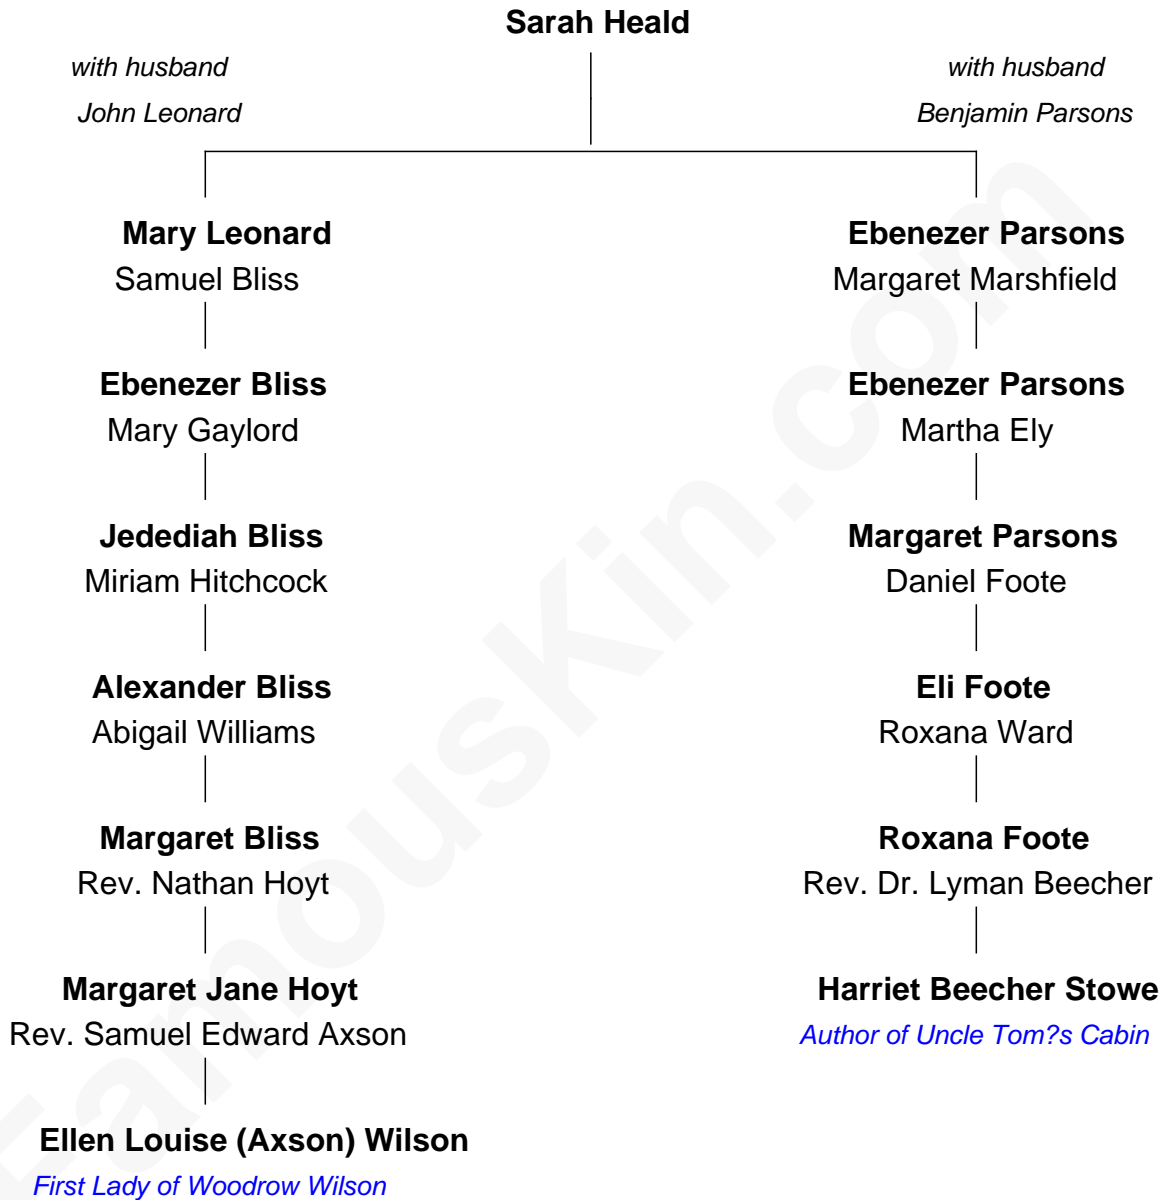 Sarah Heald
with husband
John Leonard
with husband
Benjamin Parsons
Mary Leonard
Samuel Bliss
Ebenezer Parsons
Margaret Marshfield
Ebenezer Bliss
Mary Gaylord
Ebenezer Parsons
Martha Ely
Jedediah Bliss
Miriam Hitchcock
Margaret Parsons
Daniel Foote
Alexander Bliss
Abigail Williams
Eli Foote
Roxana Ward
Margaret Bliss
Rev. Nathan Hoyt
Roxana Foote
Rev. Dr. Lyman Beecher
Margaret Jane Hoyt
Rev. Samuel Edward Axson
Harriet Beecher Stowe
Author of Uncle Tom?s Cabin
Ellen Louise (Axson) Wilson
First Lady of Woodrow Wilson
FamousKin.com